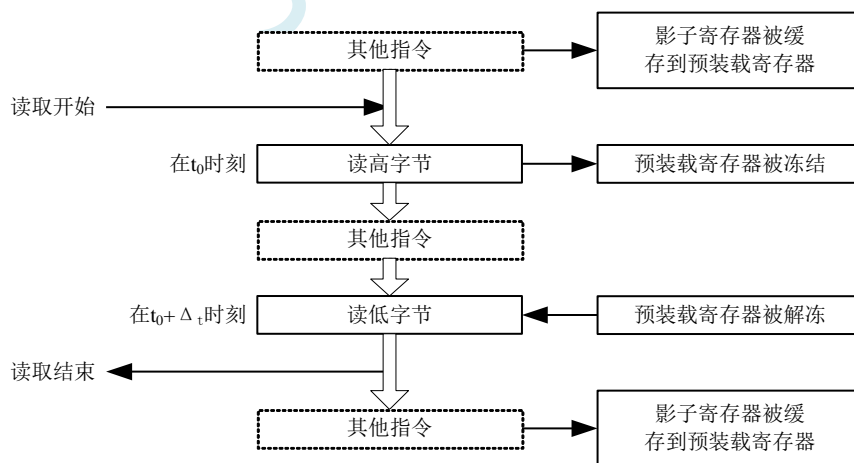 其他指令
影子寄存器被缓
存到预装载寄存器
读取开始
在t₀时刻
读高字节
预装载寄存器被冻结
其他指令
在t₀+Δₜ时刻
读低字节
预装载寄存器被解冻
读取结束
其他指令
影子寄存器被缓
存到预装载寄存器